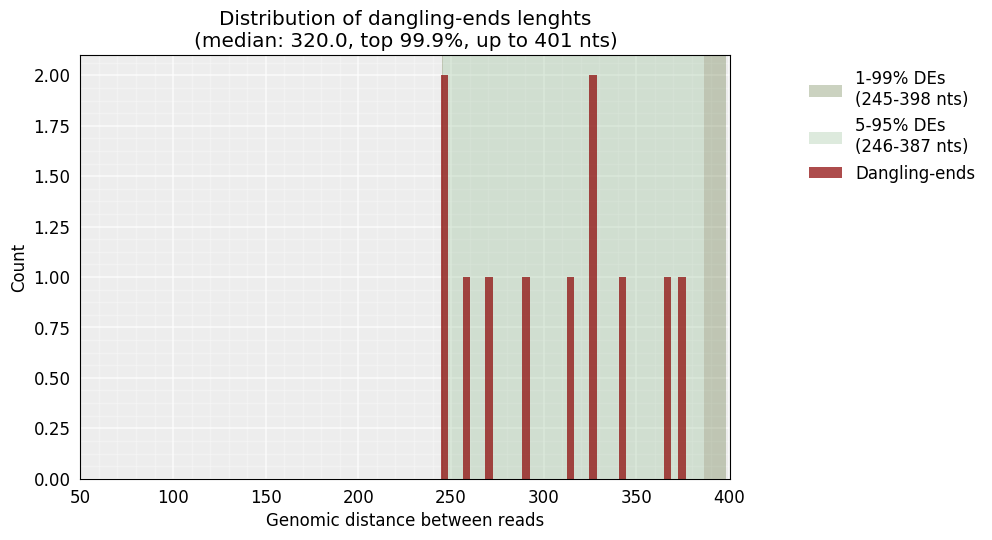 Distribution of dangling-ends lenghts
(median: 320.0, top 99.9%, up to 401 nts)
2.00
1.75
1.50
1.25
1.00
0.75
0.50
0.25
0.00
Count
50 100 150 200 250 300 350 400
Genomic distance between reads
1-99% DEs
(245-398 nts)
5-95% DEs
(246-387 nts)
Dangling-ends